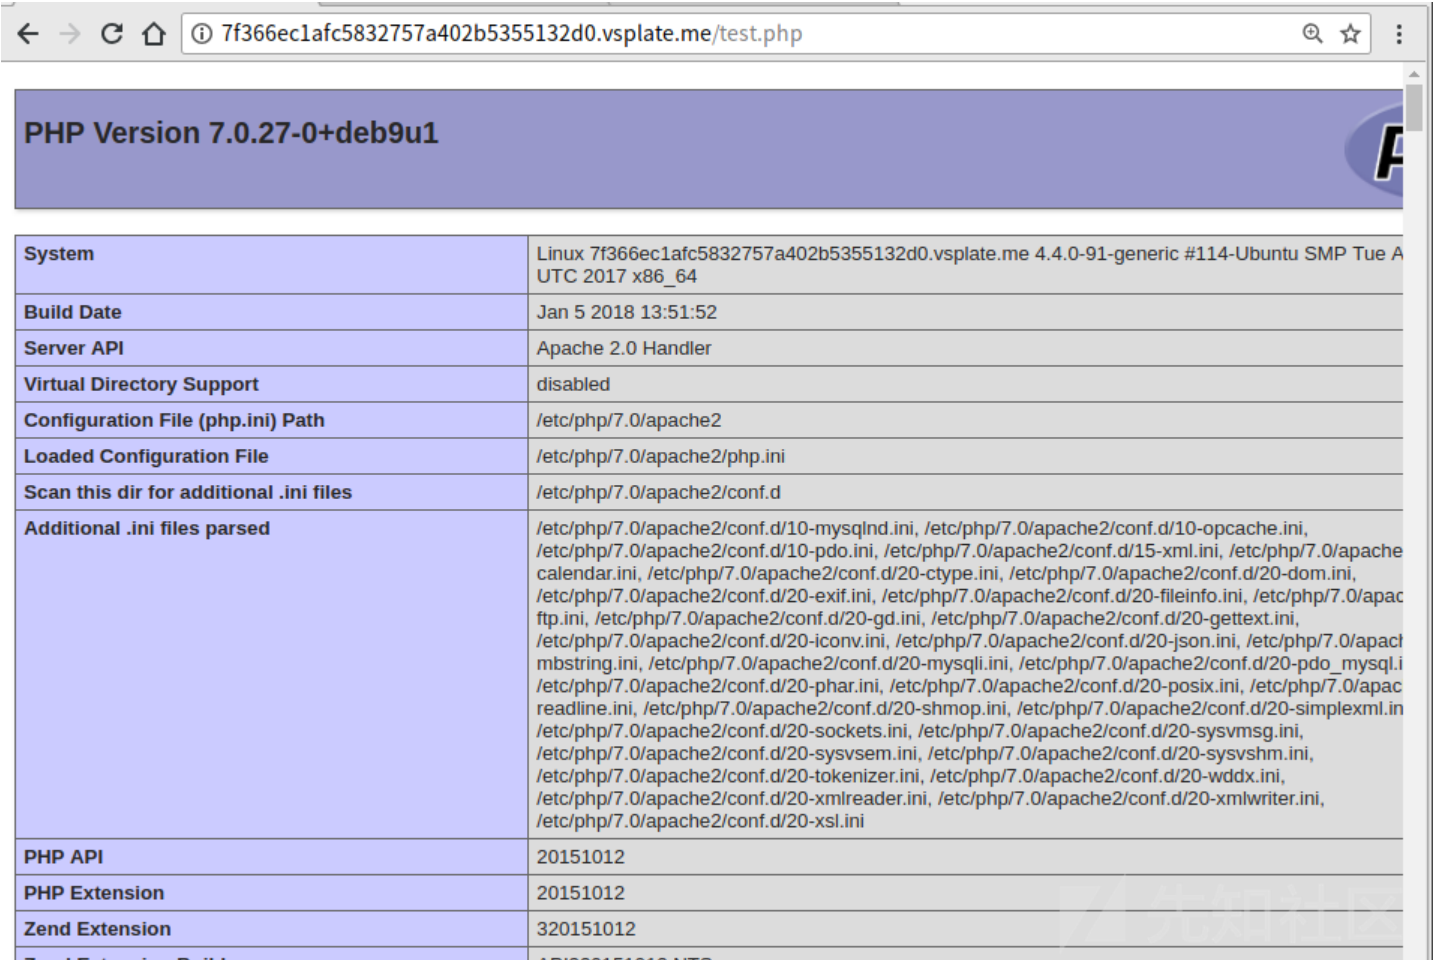 7f366ec1afc5832757a402b5355132d0.vsplate.me/test.php
PHP Version 7.0.27-0+deb9u1
System
Linux 7f366ec1afc5832757a402b5355132d0.vsplate.me 4.4.0-91-generic #114-Ubuntu SMP Tue A
UTC 2017 x86_64
Build Date
Jan 5 2018 13:51:52
Server API
Apache 2.0 Handler
Virtual Directory Support
disabled
Configuration File (php.ini) Path
/etc/php/7.0/apache2
Loaded Configuration File
/etc/php/7.0/apache2/php.ini
Scan this dir for additional .ini files
/etc/php/7.0/apache2/conf.d
Additional .ini files parsed
/etc/php/7.0/apache2/conf.d/10-mysqlnd.ini, /etc/php/7.0/apache2/conf.d/10-opcache.ini,
/etc/php/7.0/apache2/conf.d/10-pdo.ini, /etc/php/7.0/apache2/conf.d/15-xml.ini, /etc/php/7.0/apache
calendar.ini, /etc/php/7.0/apache2/conf.d/20-ctype.ini, /etc/php/7.0/apache2/conf.d/20-dom.ini,
/etc/php/7.0/apache2/conf.d/20-exif.ini, /etc/php/7.0/apache2/conf.d/20-fileinfo.ini, /etc/php/7.0/apac
ftp.ini, /etc/php/7.0/apache2/conf.d/20-gd.ini, /etc/php/7.0/apache2/conf.d/20-gettext.ini,
/etc/php/7.0/apache2/conf.d/20-iconv.ini, /etc/php/7.0/apache2/conf.d/20-json.ini, /etc/php/7.0/apach
mbstring.ini, /etc/php/7.0/apache2/conf.d/20-mysqli.ini, /etc/php/7.0/apache2/conf.d/20-pdo_mysql.i
/etc/php/7.0/apache2/conf.d/20-phar.ini, /etc/php/7.0/apache2/conf.d/20-posix.ini, /etc/php/7.0/apac
readline.ini, /etc/php/7.0/apache2/conf.d/20-shmop.ini, /etc/php/7.0/apache2/conf.d/20-simplexml.in
/etc/php/7.0/apache2/conf.d/20-sockets.ini, /etc/php/7.0/apache2/conf.d/20-sysvmsg.ini,
/etc/php/7.0/apache2/conf.d/20-sysvsem.ini, /etc/php/7.0/apache2/conf.d/20-sysvshm.ini,
/etc/php/7.0/apache2/conf.d/20-tokenizer.ini, /etc/php/7.0/apache2/conf.d/20-wddx.ini,
/etc/php/7.0/apache2/conf.d/20-xmlreader.ini, /etc/php/7.0/apache2/conf.d/20-xmlwriter.ini,
/etc/php/7.0/apache2/conf.d/20-xsl.ini
PHP API
20151012
PHP Extension
20151012
Zend Extension
320151012
先知社区